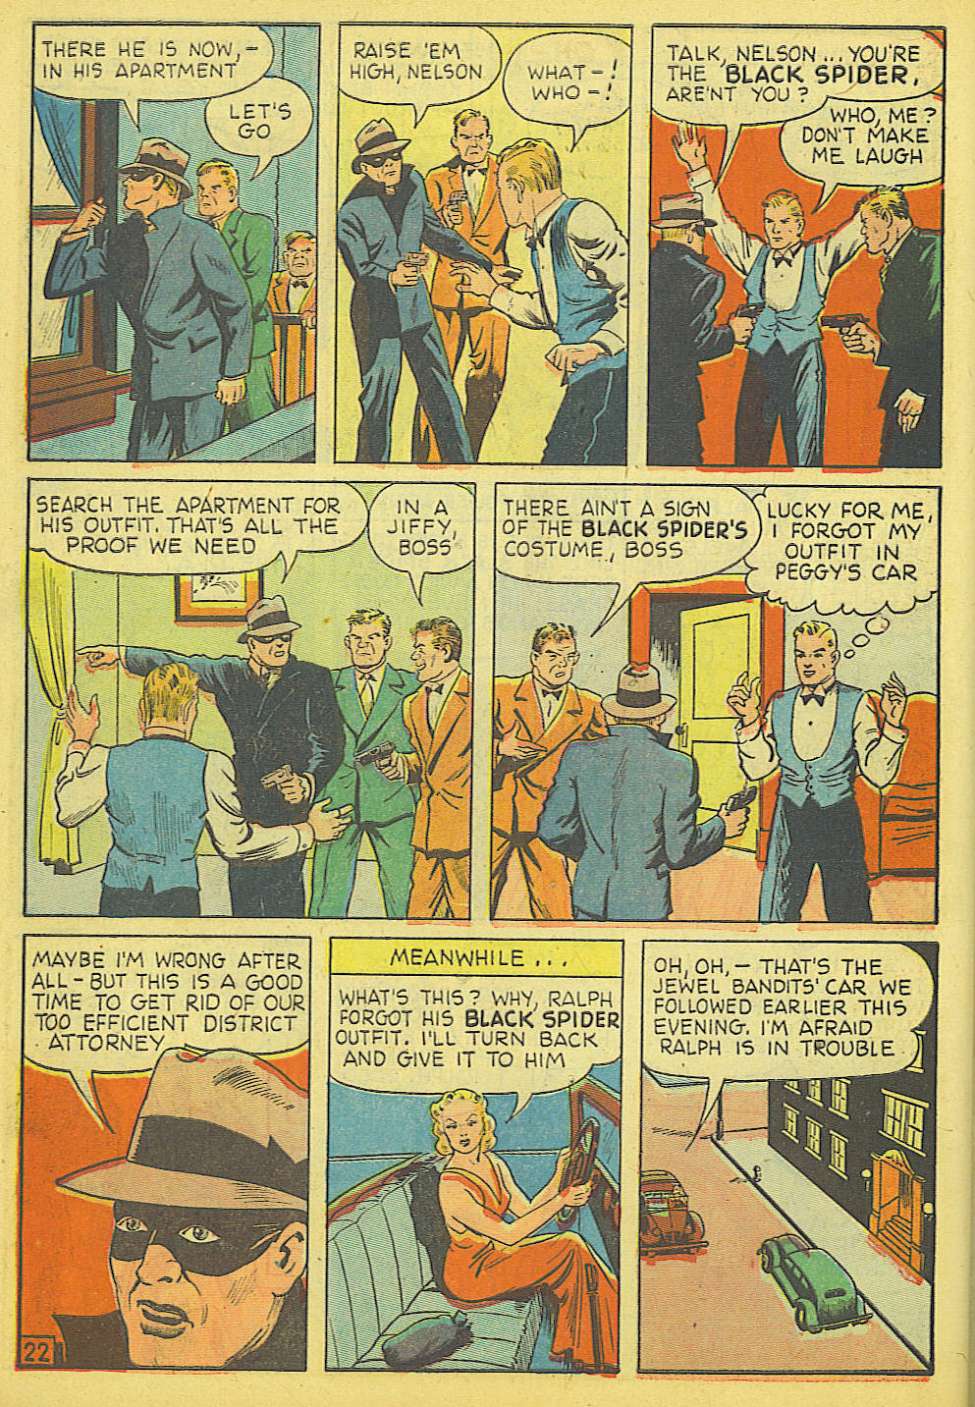 THERE HE IS NOW,-
IN HIS APARTMENT
LET'S
GO
RAISE 'EM
HIGH, NELSON
WHAT-!
WHO-!
TALK, NELSON... YOU'RE
THE BLACK SPIDER,
ARE'NT YOU?
WHO, ME?
DON'T MAKE
ME LAUGH
SEARCH THE APARTMENT FOR
HIS OUTFIT. THAT'S ALL THE
PROOF WE NEED
IN A
JIFFY,
BOSS
THERE AIN'T A SIGN
OF THE BLACK SPIDER'S
COSTUME, BOSS
LUCKY FOR ME,
I FORGOT MY
OUTFIT IN
PEGGY'S CAR
MAYBE I'M WRONG AFTER
ALL-BUT THIS IS A GOOD
TIME TO GET RID OF OUR
TOO EFFICIENT DISTRICT
ATTORNEY
22
MEANWHILE...
WHAT'S THIS? WHY, RALPH
FORGOT HIS BLACK SPIDER
OUTFIT. I'LL TURN BACK
AND GIVE IT TO HIM
OH, OH,- THAT'S THE
JEWEL BANDITS' CAR WE
FOLLOWED EARLIER THIS
EVENING. I'M AFRAID
RALPH IS IN TROUBLE